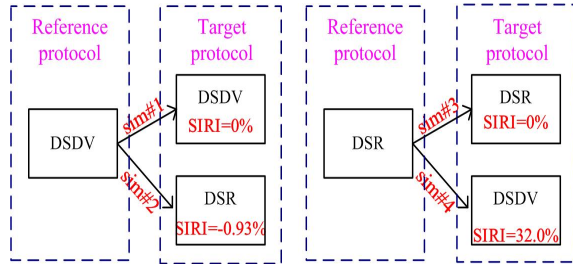 Reference
protocol
Target
protocol
DSDV
sim#1
sim#2
DSDV
SIRI=0%
DSR
SIRI=-0.93%
Reference
protocol
Target
protocol
DSR
sim#3
sim#4
DSR
SIRI=0%
DSDV
SIRI=32.0%